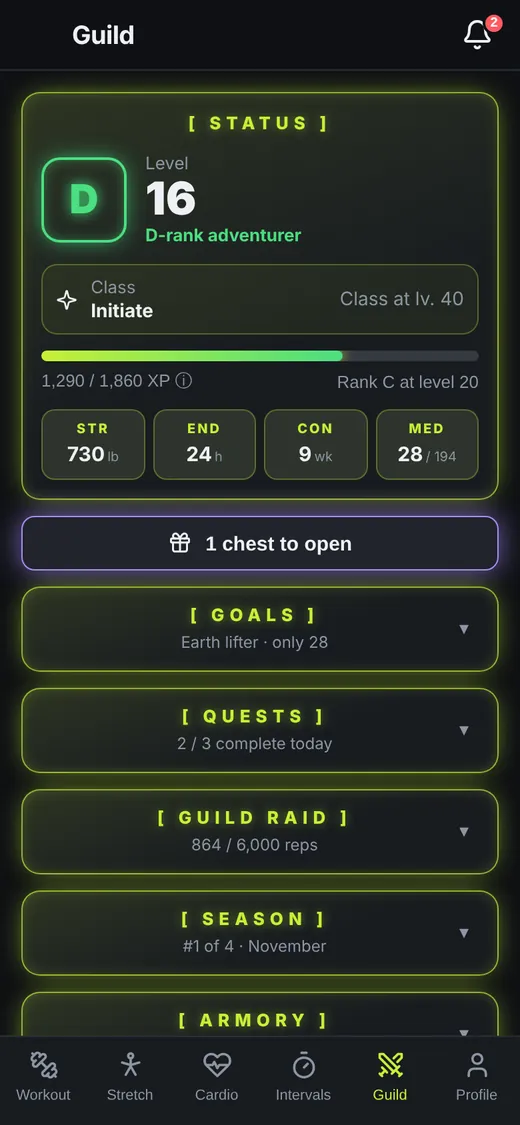 Guild
2
[ STATUS ]
D
Level
16
D-rank adventurer
Class
Initiate
Class at lv. 40
1,290 / 1,860 XP ⓘ
Rank C at level 20
STR
730 lb
END
24 h
CON
9 wk
MED
28 / 194
1 chest to open
[ GOALS ]
Earth lifter · only 28
▼
[ QUESTS ]
2 / 3 complete today
▼
[ GUILD RAID ]
864 / 6,000 reps
▼
[ SEASON ]
#1 of 4 · November
▼
[ ARMORY ]
▼
Workout
Stretch
Cardio
Intervals
Guild
Profile